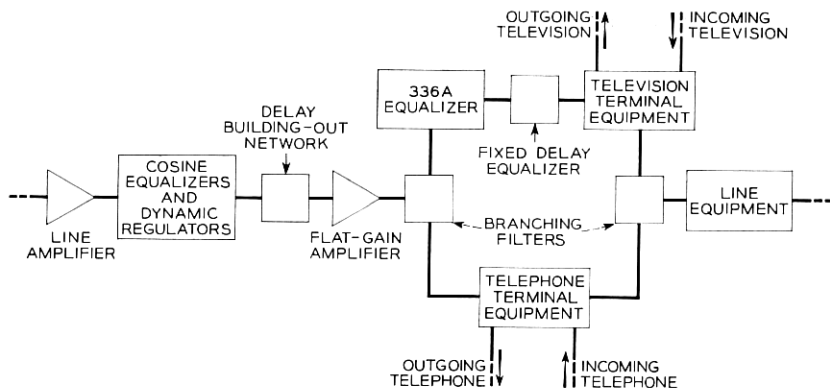 OUTGOING
TELEVISION
INCOMING
TELEVISION
336A
EQUALIZER
TELEVISION
TERMINAL
EQUIPMENT
DELAY
BUILDING-OUT
NETWORK
FIXED DELAY
EQUALIZER
COSINE
EQUALIZERS
AND
DYNAMIC
REGULATORS
LINE
EQUIPMENT
LINE
AMPLIFIER
FLAT-GAIN
AMPLIFIER
BRANCHING
FILTERS
TELEPHONE
TERMINAL
EQUIPMENT
OUTGOING
TELEPHONE
INCOMING
TELEPHONE